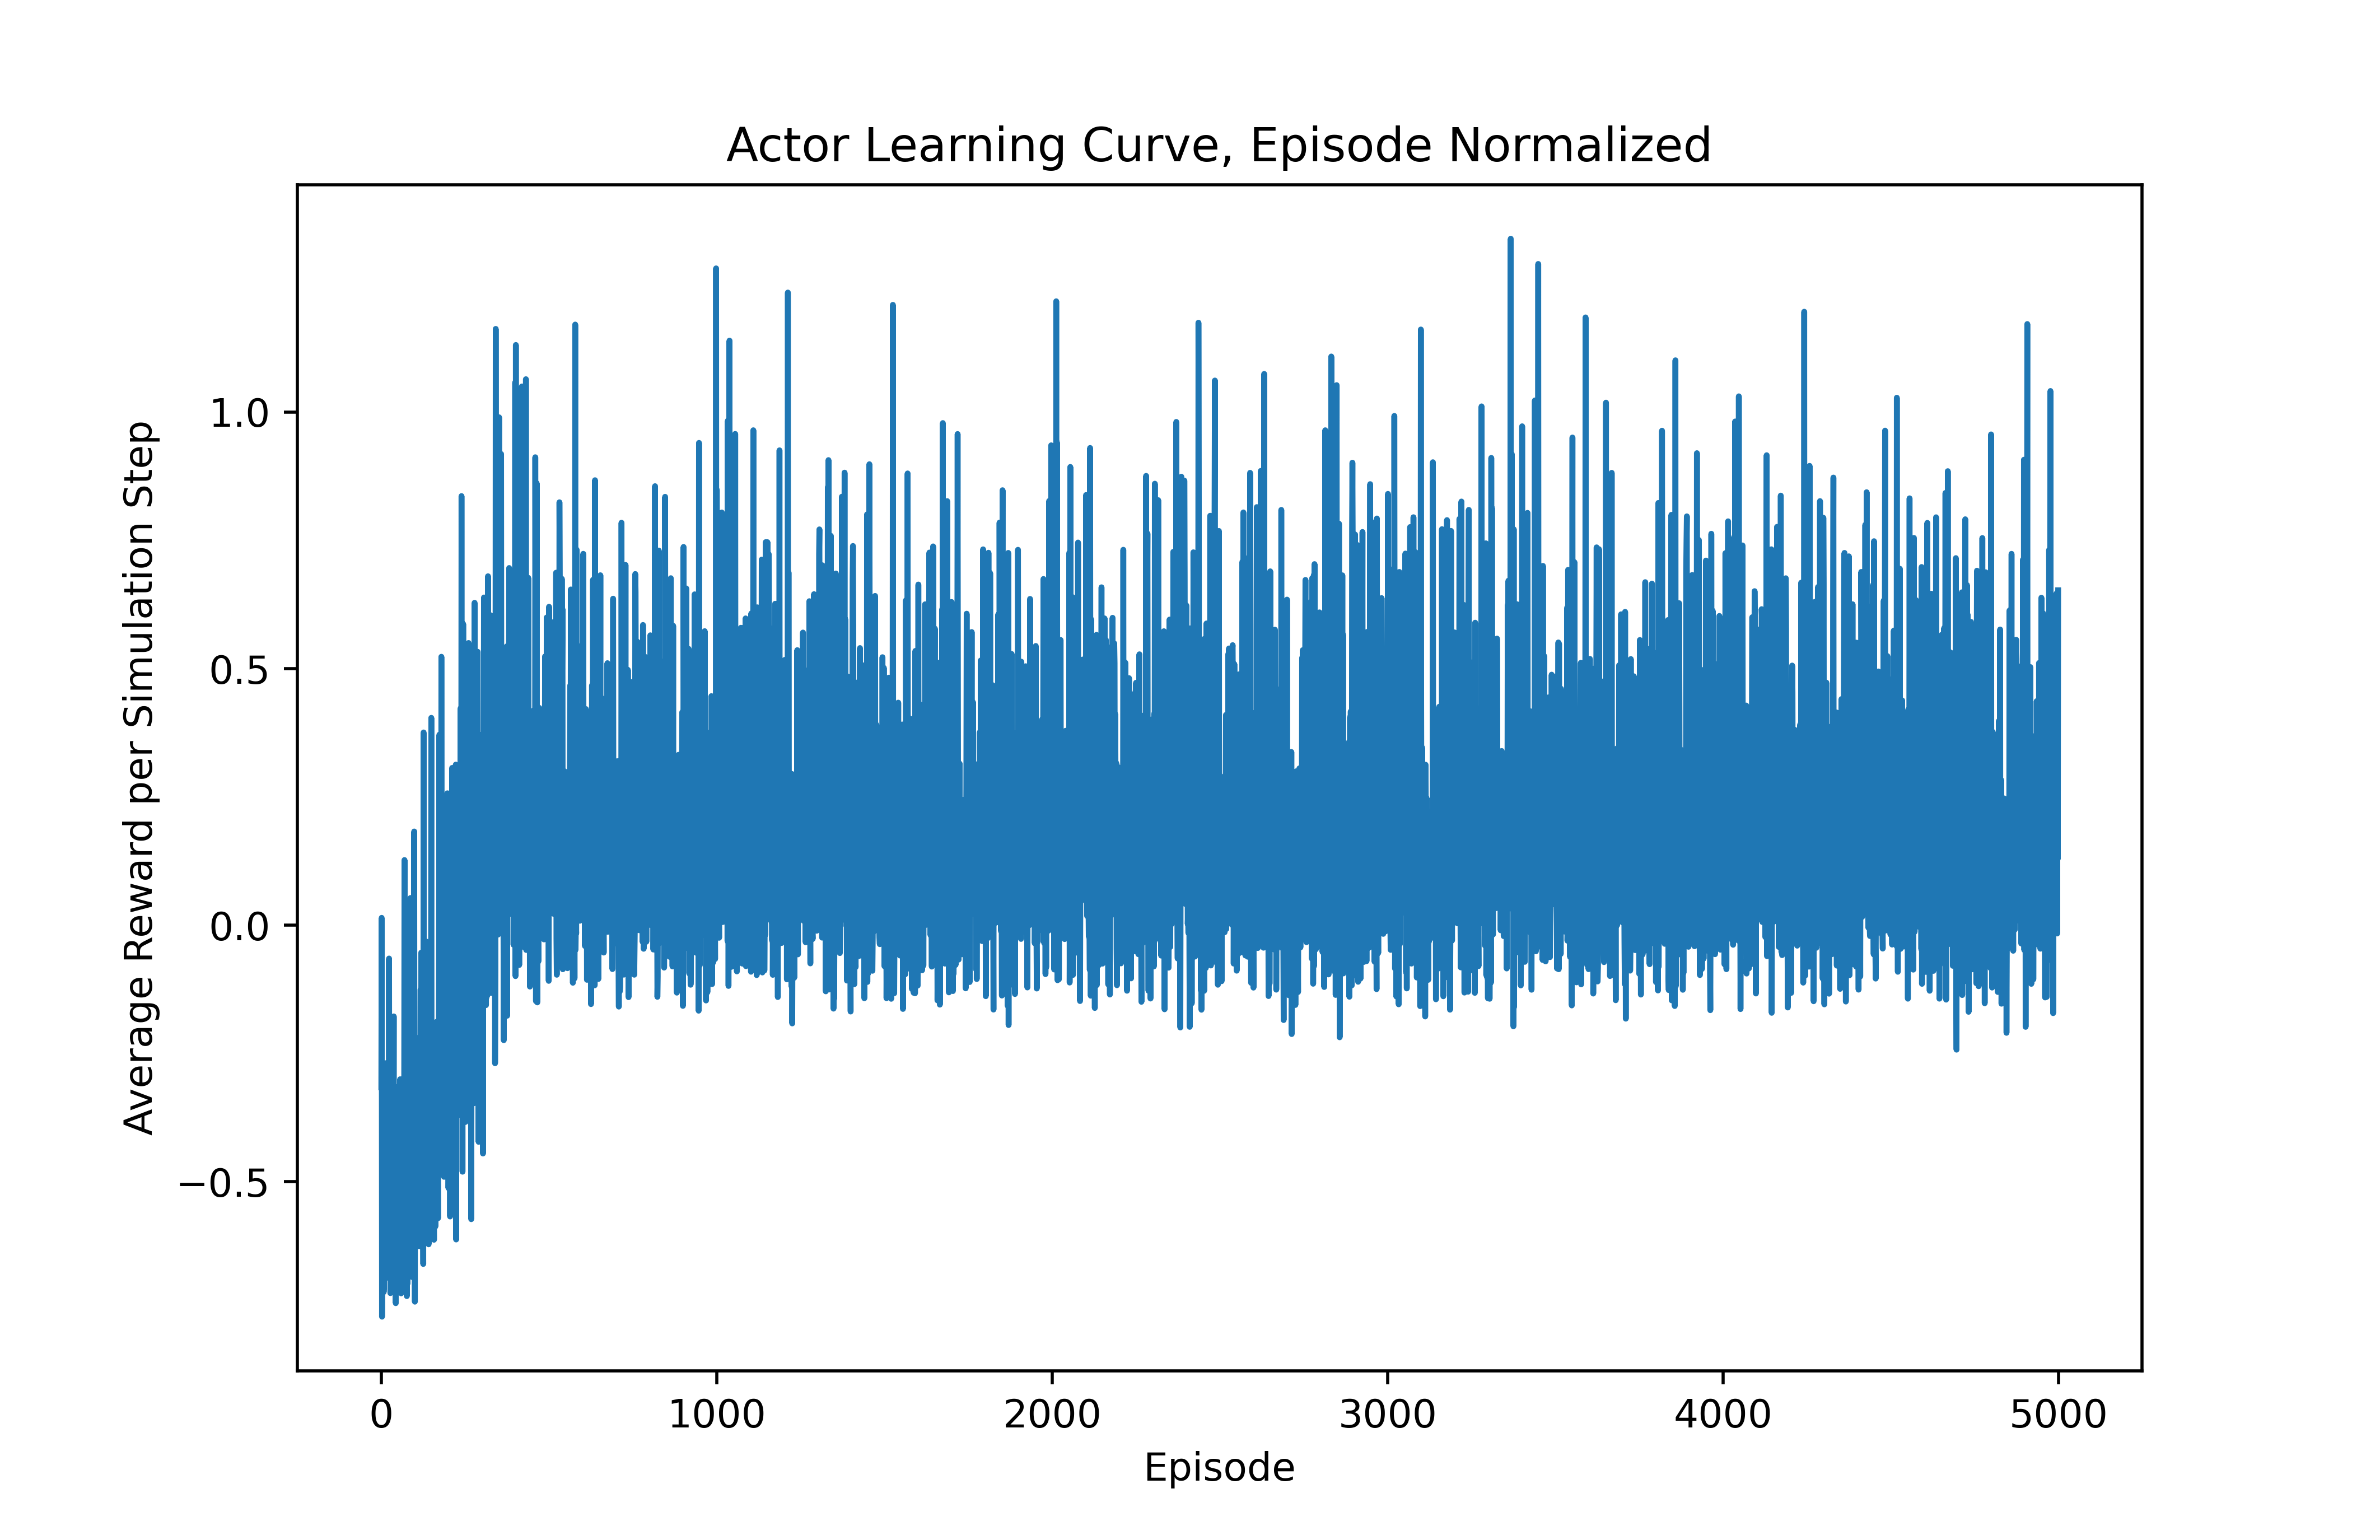 Actor Learning Curve, Episode Normalized
Average Reward per Simulation Step
1.0
0.5
0.0
−0.5
0 1000 2000 3000 4000 5000
Episode